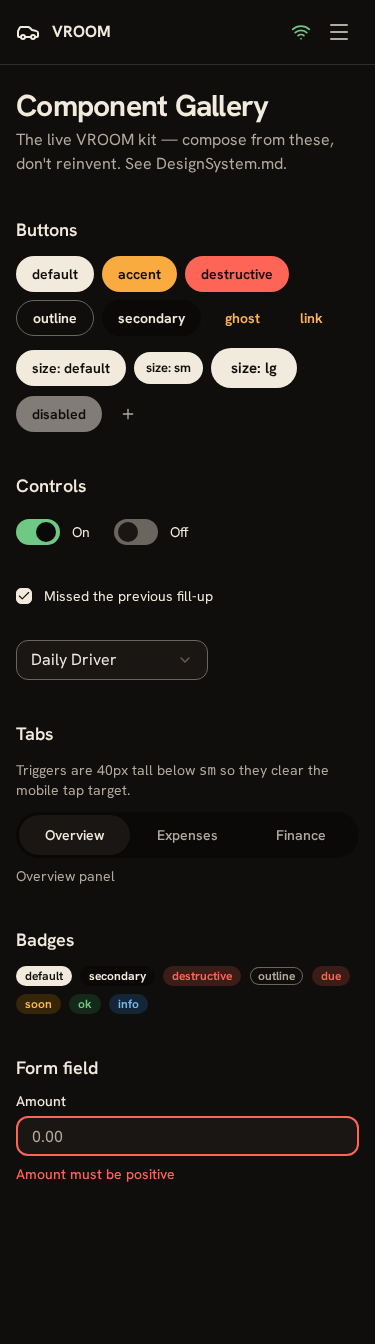 VROOM
Component Gallery
The live VROOM kit — compose from these,
don't reinvent. See DesignSystem.md.
Buttons
default accent destructive
outline secondary ghost link
size: default size: sm size: lg
disabled +
Controls
On Off
Missed the previous fill-up
Daily Driver
Tabs
Triggers are 40px tall below sm so they clear the
mobile tap target.
Overview Expenses Finance
Overview panel
Badges
default secondary destructive outline due
soon ok info
Form field
Amount
0.00
Amount must be positive